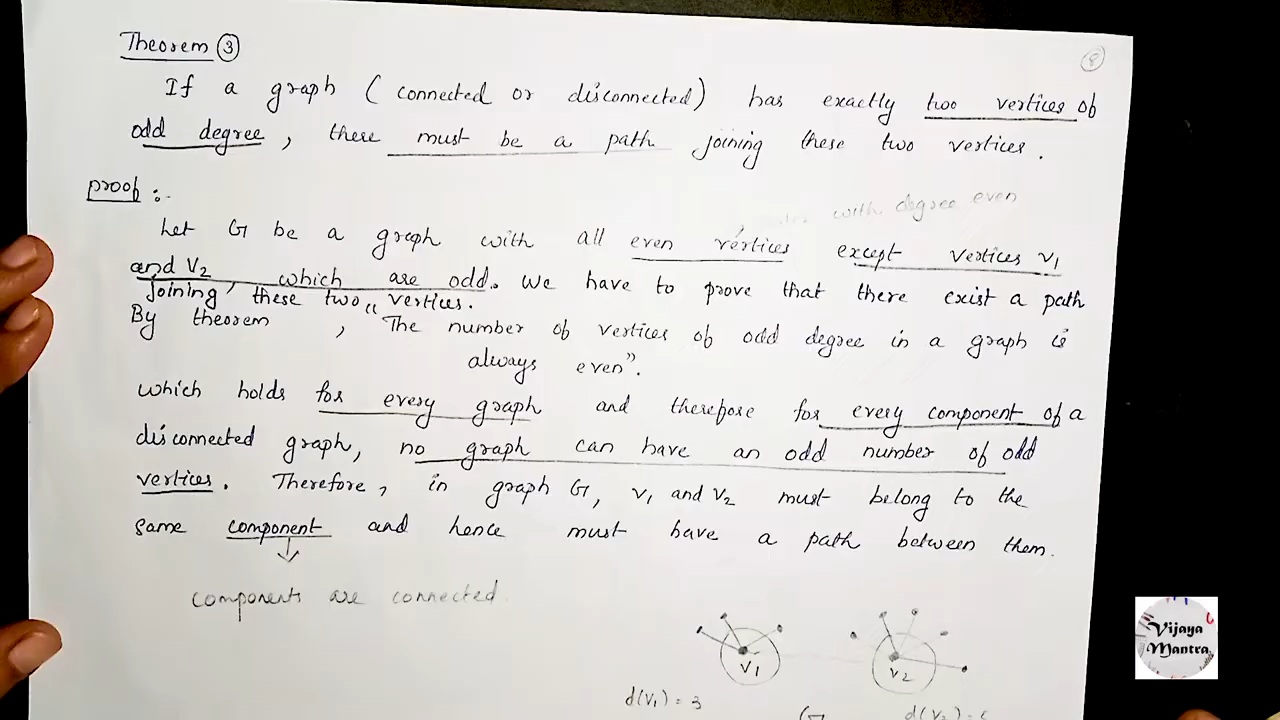 Theorem ③
8
If a graph (connected or disconnected) has exactly two vertices of
odd degree, there must be a path joining these two vertices.
proof :-
with degree even
Let G be a graph with all even vertices except vertices v1
and V2, which are odd. We have to prove that there exist a path
joining these two vertices.
By theorem , "The number of vertices of odd degree in a graph is
always even".
which holds for every graph and therefore for every component of a
disconnected graph, no graph can have an odd number of odd
vertices. Therefore, in graph G, v1 and v2 must belong to the
same component and hence must have a path between them.
components are connected.
V1
V2
d(V1) = 3
Vijaya
Mantra